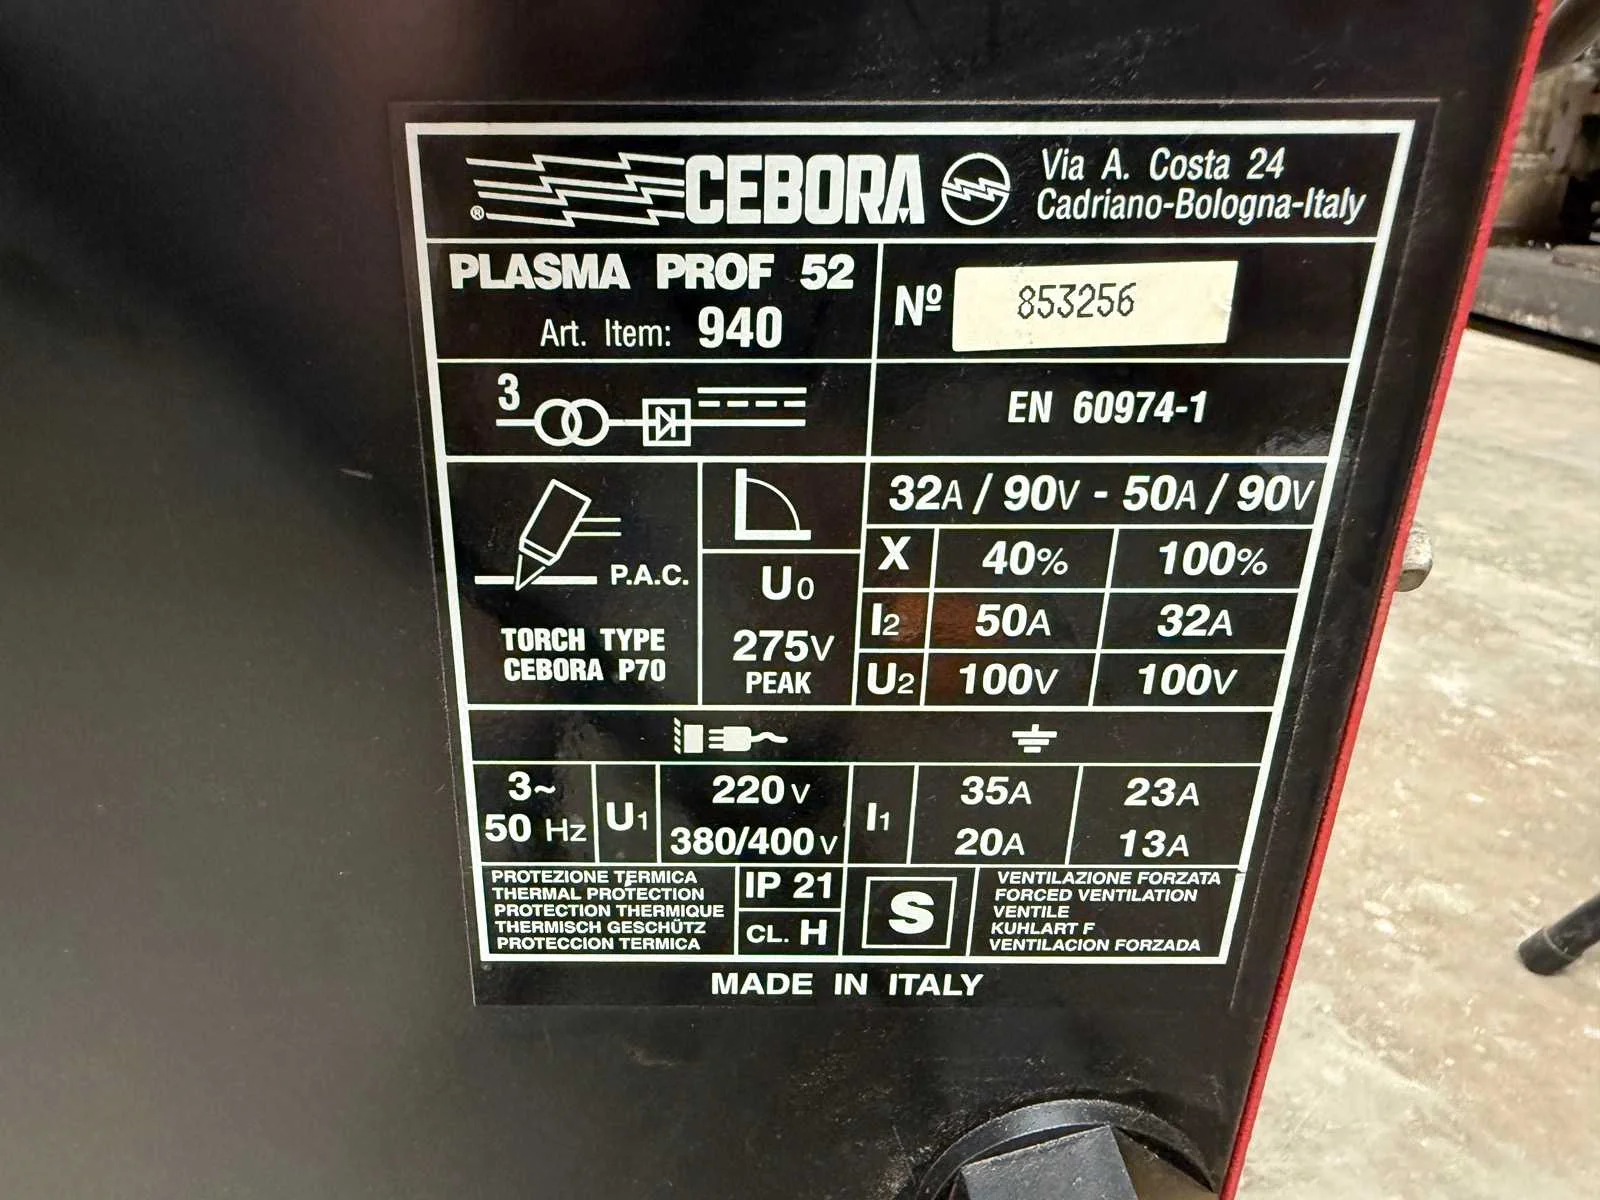 ® CEBORA
Via A. Costa 24
Cadriano-Bologna-Italy
PLASMA PROF 52
Art. Item: 940
Nº 853256
3
EN 60974-1
P.A.C.
TORCH TYPE
CEBORA P70
U0
275V
PEAK
32A / 90V - 50A / 90V
X 40% 100%
I2 50A 32A
U2 100V 100V
3~
50 Hz
U1
220 V
380/400 V
I1
35A 23A
20A 13A
PROTEZIONE TERMICA
THERMAL PROTECTION
PROTECTION THERMIQUE
THERMISCH GESCHÜTZ
PROTECCION TERMICA
IP 21
CL. H
S
VENTILAZIONE FORZATA
FORCED VENTILATION
VENTILE
KUHLART F
VENTILACION FORZADA
MADE IN ITALY